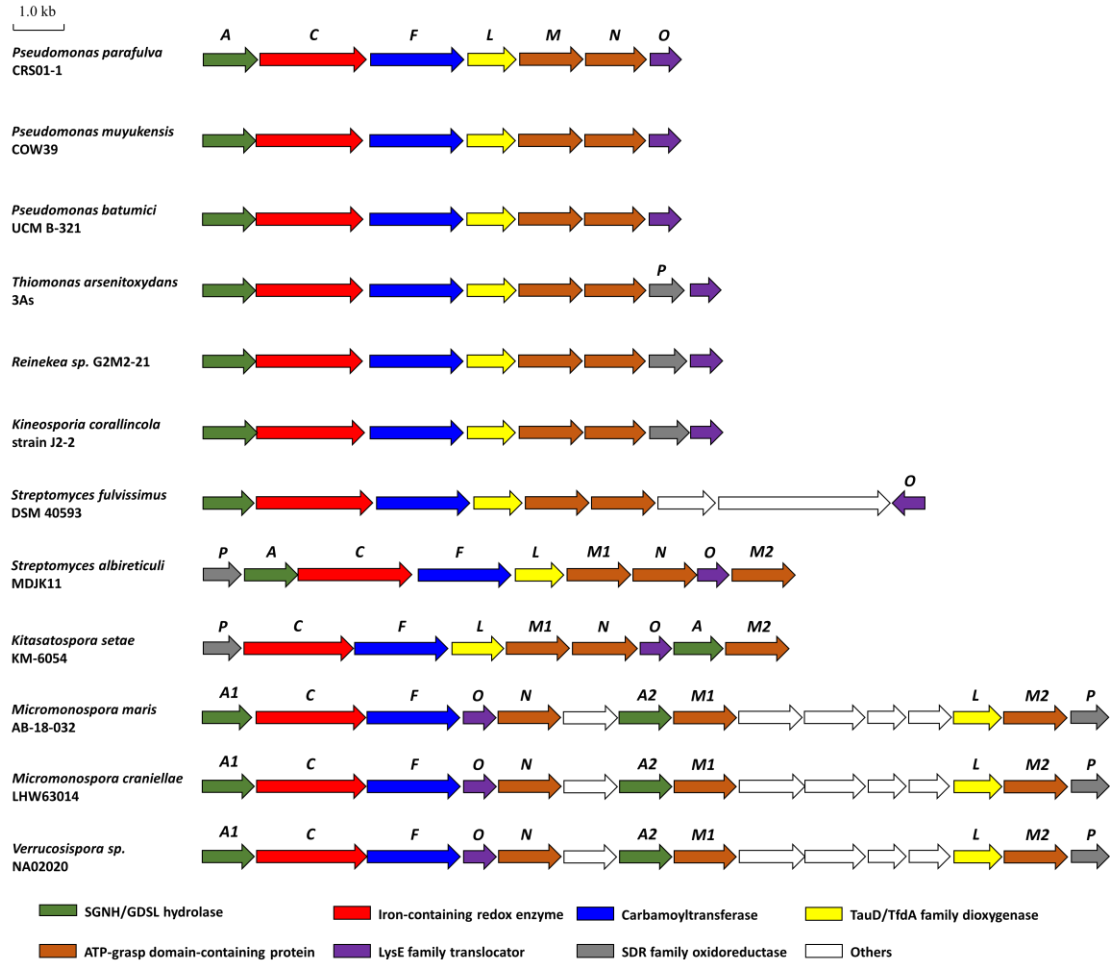 1.0 kb
A C F L M N O
Pseudomonas parafulva
CRS01-1
Pseudomonas muyukensis
COW39
Pseudomonas batumici
UCM B-321
P
Thiomonas arsenitoxydans
3As
Reinekea sp. G2M2-21
Kineosporia corallincola
strain J2-2
O
Streptomyces fulvissimus
DSM 40593
P A C F L M1 N O M2
Streptomyces albireticuli
MDJK11
P C F L M1 N O A M2
Kitasatospora setae
KM-6054
A1 C F O N A2 M1 L M2 P
Micromonospora maris
AB-18-032
A1 C F O N A2 M1 L M2 P
Micromonospora craniellae
LHW63014
A1 C F O N A2 M1 L M2 P
Verrucosispora sp.
NA02020
SGNH/GDSL hydrolase Iron-containing redox enzyme Carbamoyltransferase TauD/TfdA family dioxygenase
ATP-grasp domain-containing protein LysE family translocator SDR family oxidoreductase Others